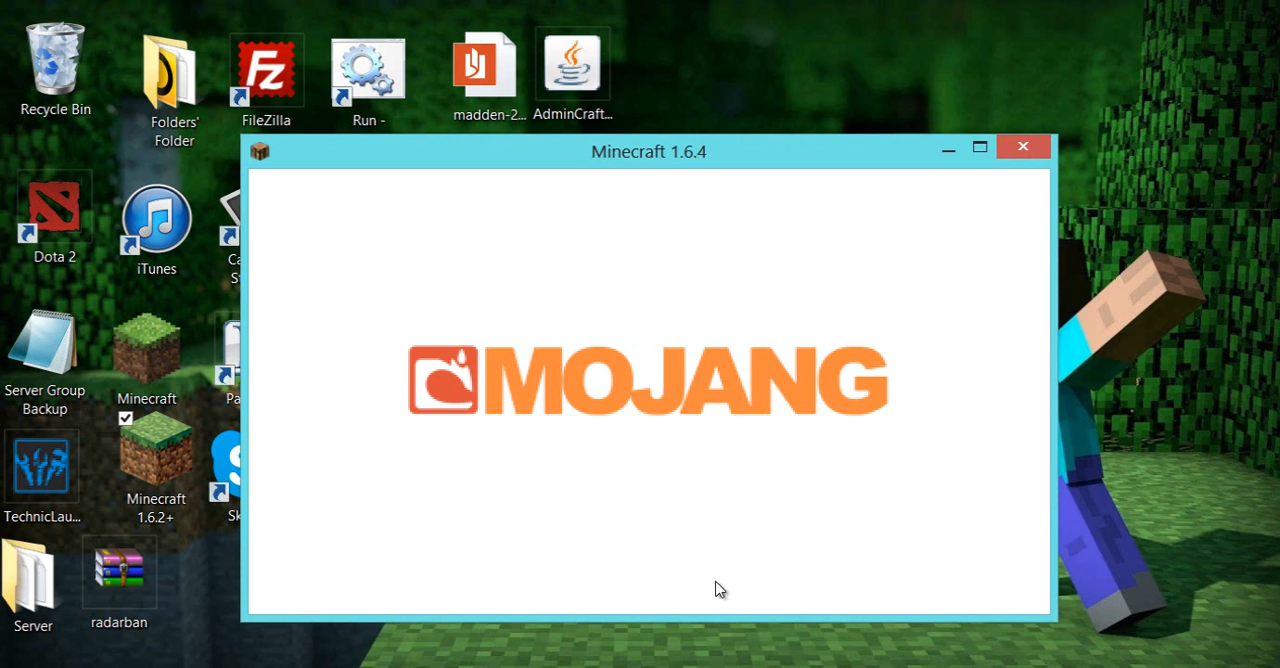 Recycle Bin
Folders'
Folder
FileZilla
Run -
madden-2...
AdminCraft...
Minecraft 1.6.4
MOJANG
Dota 2
iTunes
Server Group
Backup
Minecraft
TechnicLau...
Minecraft
1.6.2+
Server
radarban